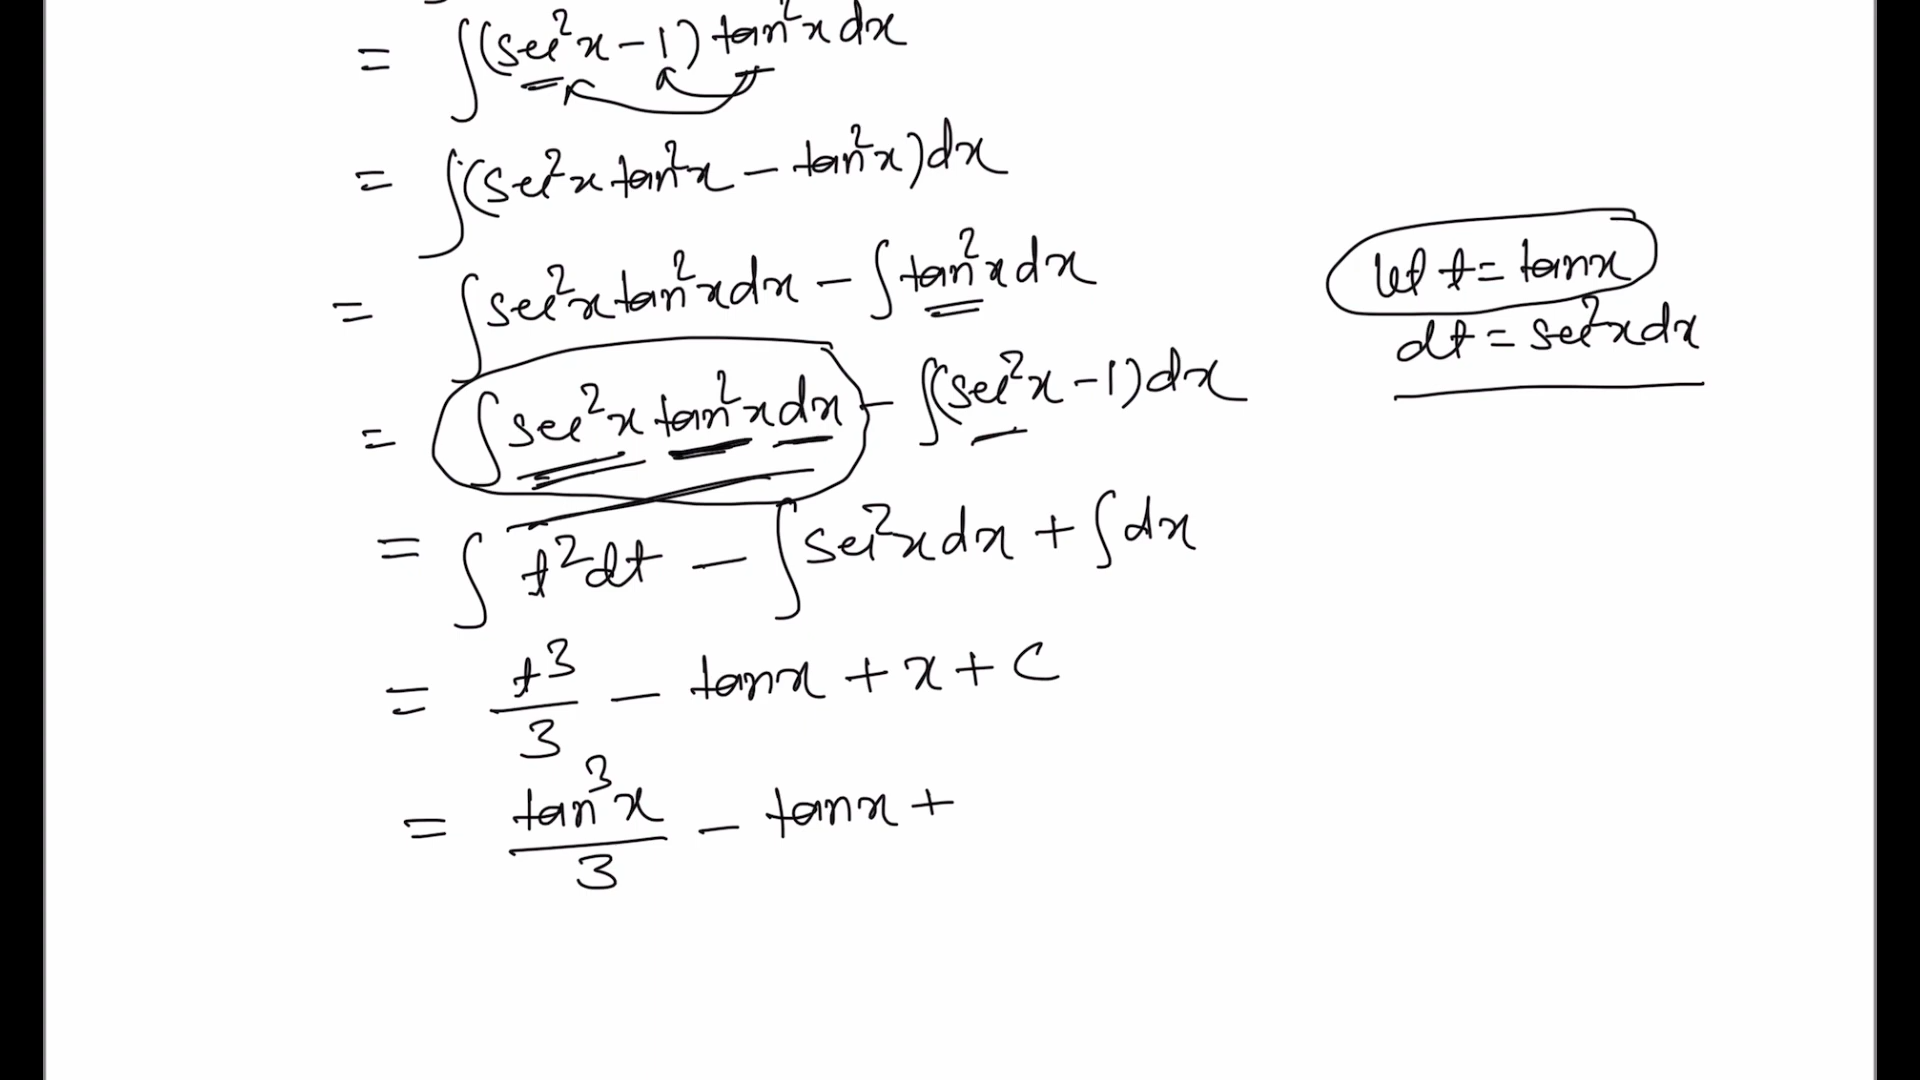 = ∫(sec²x - 1) tan²x dx
= ∫(sec²x tan²x - tan²x) dx
= ∫ sec²x tan²x dx - ∫ tan²x dx
= ∫ sec²x tan²x dx - ∫(sec²x - 1) dx
= ∫ t² dt - ∫ sec²x dx + ∫ dx
= t³/3 - tanx + x + C
= tan³x/3 - tanx +
let t = tanx
dt = sec²x dx